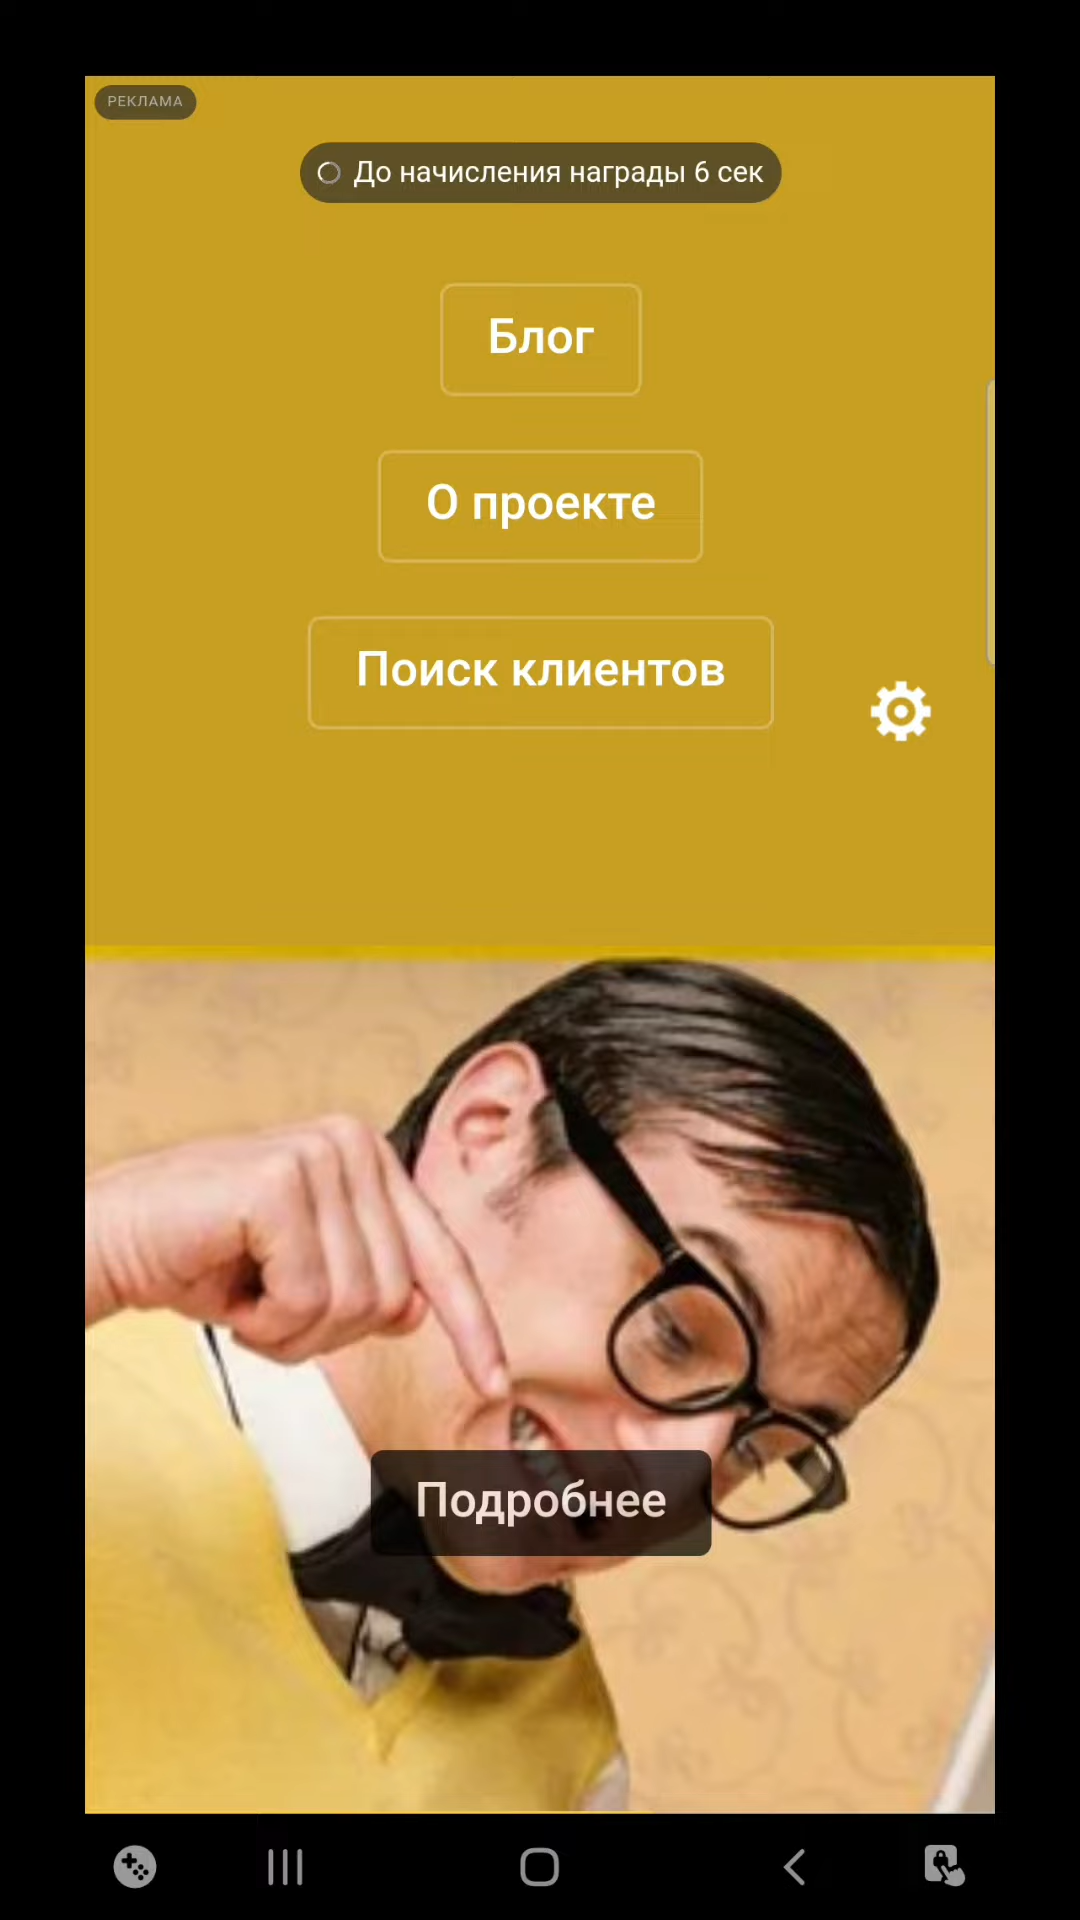 РЕКЛАМА
До начисления награды 6 сек
Блог
О проекте
Поиск клиентов
Подробнее